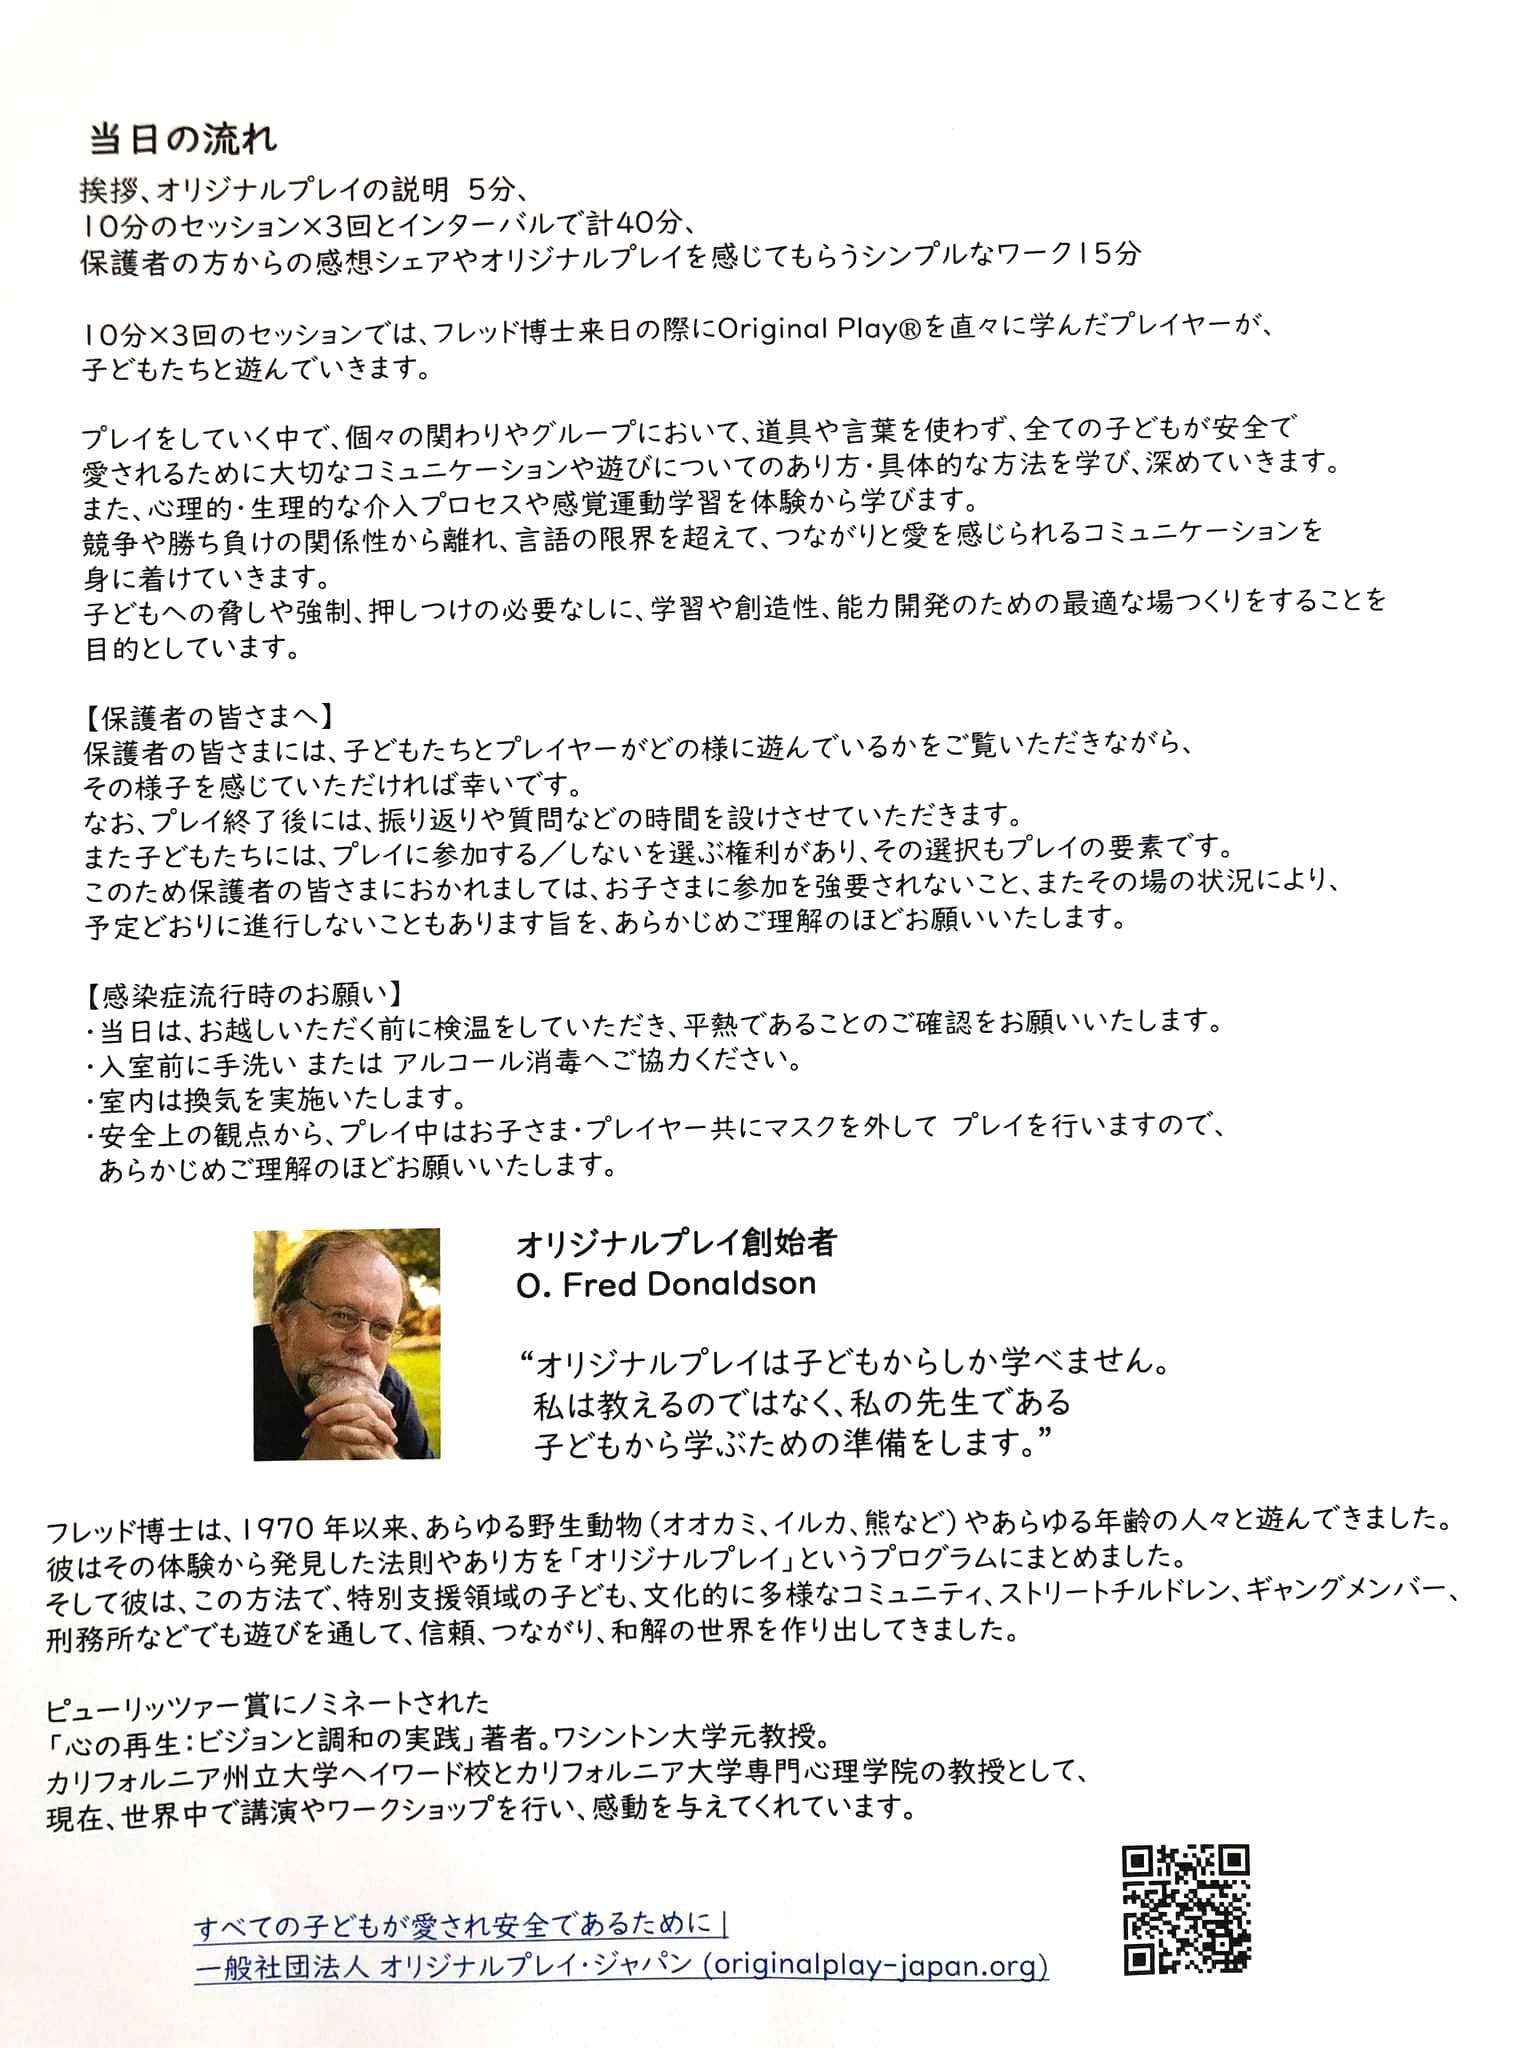 当日の流れ
挨拶、オリジナルプレイの説明 5分、
10分のセッション×3回とインターバルで計40分、
保護者の方からの感想シェアやオリジナルプレイを感じてもらうシンプルなワーク15分
10分×3回のセッションでは、フレッド博士来日の際にOriginal Play®を直々に学んだプレイヤーが、
子どもたちと遊んでいきます。
プレイをしていく中で、個々の関わりやグループにおいて、道具や言葉を使わず、全ての子どもが安全で
愛されるために大切なコミュニケーションや遊びについてのあり方・具体的な方法を学び、深めていきます。
また、心理的・生理的な介入プロセスや感覚運動学習を体験から学びます。
競争や勝ち負けの関係性から離れ、言語の限界を超えて、つながりと愛を感じられるコミュニケーションを
身に着けていきます。
子どもへの脅しや強制、押しつけの必要なしに、学習や創造性、能力開発のための最適な場つくりをすることを
目的としています。
【保護者の皆さまへ】
保護者の皆さまには、子どもたちとプレイヤーがどの様に遊んでいるかをご覧いただきながら、
その様子を感じていただければ幸いです。
なお、プレイ終了後には、振り返りや質問などの時間を設けさせていただきます。
また子どもたちには、プレイに参加する/しないを選ぶ権利があり、その選択もプレイの要素です。
このため保護者の皆さまにおかれましては、お子さまに参加を強要されないこと、またその場の状況により、
予定どおりに進行しないこともあります旨を、あらかじめご理解のほどお願いいたします。
【感染症流行時のお願い】
・当日は、お越しいただく前に検温をしていただき、平熱であることのご確認をお願いいたします。
・入室前に手洗い または アルコール消毒へご協力ください。
・室内は換気を実施いたします。
・安全上の観点から、プレイ中はお子さま・プレイヤー共にマスクを外して プレイを行いますので、
あらかじめご理解のほどお願いいたします。
オリジナルプレイ創始者
O. Fred Donaldson
“オリジナルプレイは子どもからしか学べません。
私は教えるのではなく、私の先生である
子どもから学ぶための準備をします。”
フレッド博士は、1970 年以来、あらゆる野生動物(オオカミ、イルカ、熊など)やあらゆる年齢の人々と遊んできました。
彼はその体験から発見した法則やあり方を「オリジナルプレイ」というプログラムにまとめました。
そして彼は、この方法で、特別支援領域の子ども、文化的に多様なコミュニティ、ストリートチルドレン、ギャングメンバー、
刑務所などでも遊びを通して、信頼、つながり、和解の世界を作り出してきました。
ピューリッツァー賞にノミネートされた
「心の再生:ビジョンと調和の実践」著者。ワシントン大学元教授。
カリフォルニア州立大学ヘイワード校とカリフォルニア大学専門心理学院の教授として、
現在、世界中で講演やワークショップを行い、感動を与えてくれています。
すべての子どもが愛され安全であるために |
一般社団法人 オリジナルプレイ・ジャパン (originalplay-japan.org)